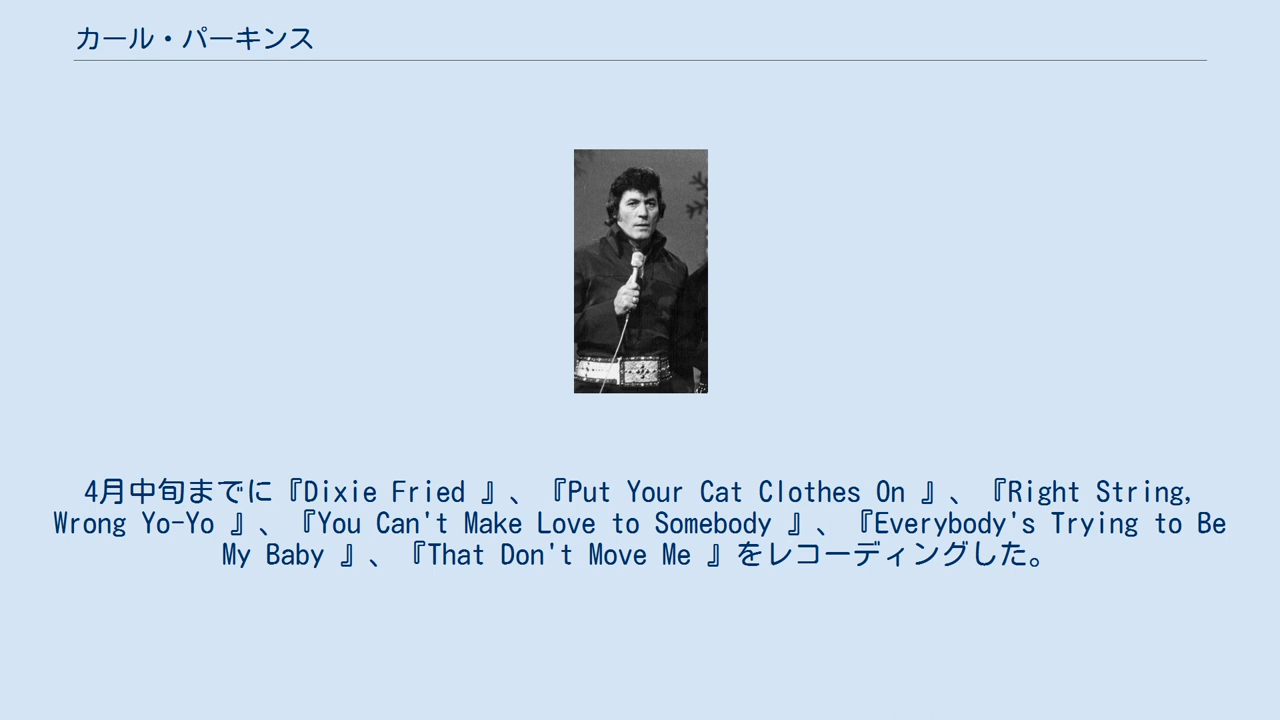 カール・パーキンス
4月中旬までに『Dixie Fried 』、『Put Your Cat Clothes On 』、『Right String,
Wrong Yo-Yo 』、『You Can't Make Love to Somebody 』、『Everybody's Trying to Be
My Baby 』、『That Don't Move Me 』をレコーディングした。